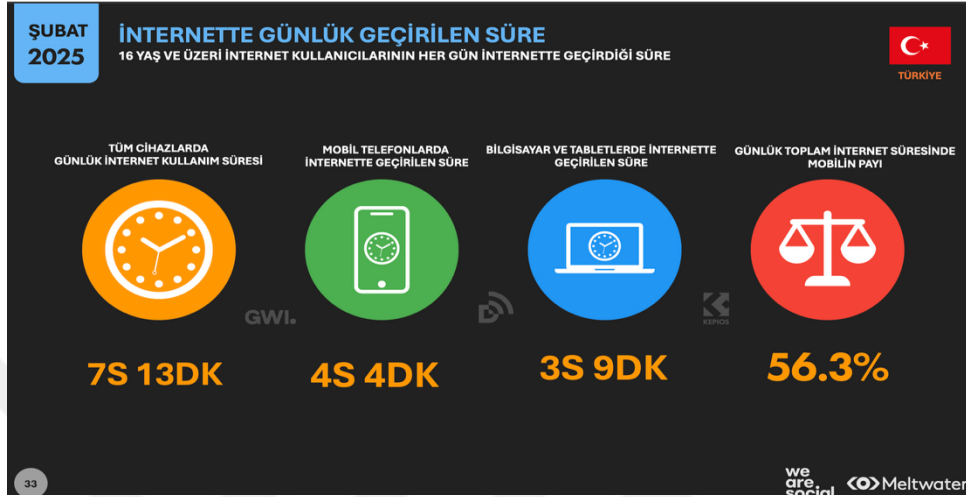 ŞUBAT
2025
İNTERNETTE GÜNLÜK GEÇİRİLEN SÜRE
16 YAŞ VE ÜZERİ İNTERNET KULLANICILARININ HER GÜN İNTERNETTE GEÇİRDİĞİ SÜRE
TÜRKİYE
TÜM CİHAZLARDA
GÜNLÜK İNTERNET KULLANIM SÜRESİ
MOBİL TELEFONLARDA
İNTERNETTE GEÇİRİLEN SÜRE
BİLGİSAYAR VE TABLETLERDE İNTERNETTE
GEÇİRİLEN SÜRE
GÜNLÜK TOPLAM İNTERNET SÜRESİNDE
MOBİLİN PAYI
GWI.
KEPIOS
7S 13DK
4S 4DK
3S 9DK
56.3%
33
we
are
social
Meltwater